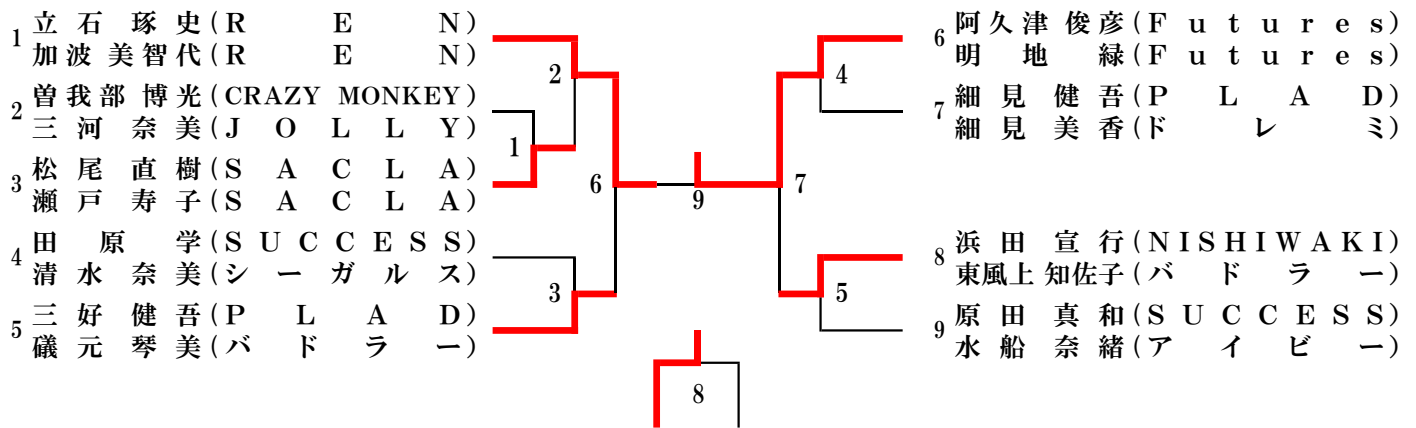 1 立石 琢史(REN)
加波 美智代(REN)
2 曽我部 博光(CRAZY MONKEY)
三河 奈美(JOLLY)
3 松尾 直樹(SACLA)
瀬戸 寿子(SACLA)
4 田原 学(SUCCESS)
清水 奈美(シーガルス)
5 三好 健吾(PLAD)
礒元 琴美(バドラー)
2
1
6
3
9
8
4
7
5
6 阿久津 俊彦(Futures)
明地 緑(Futures)
7 細見 健吾(PLAD)
細見 美香(ドレミ)
8 浜田 宣行(NISHIWAKI)
東風上 知佐子(バドラー)
9 原田 真和(SUCCESS)
水船 奈緒(アイビー)